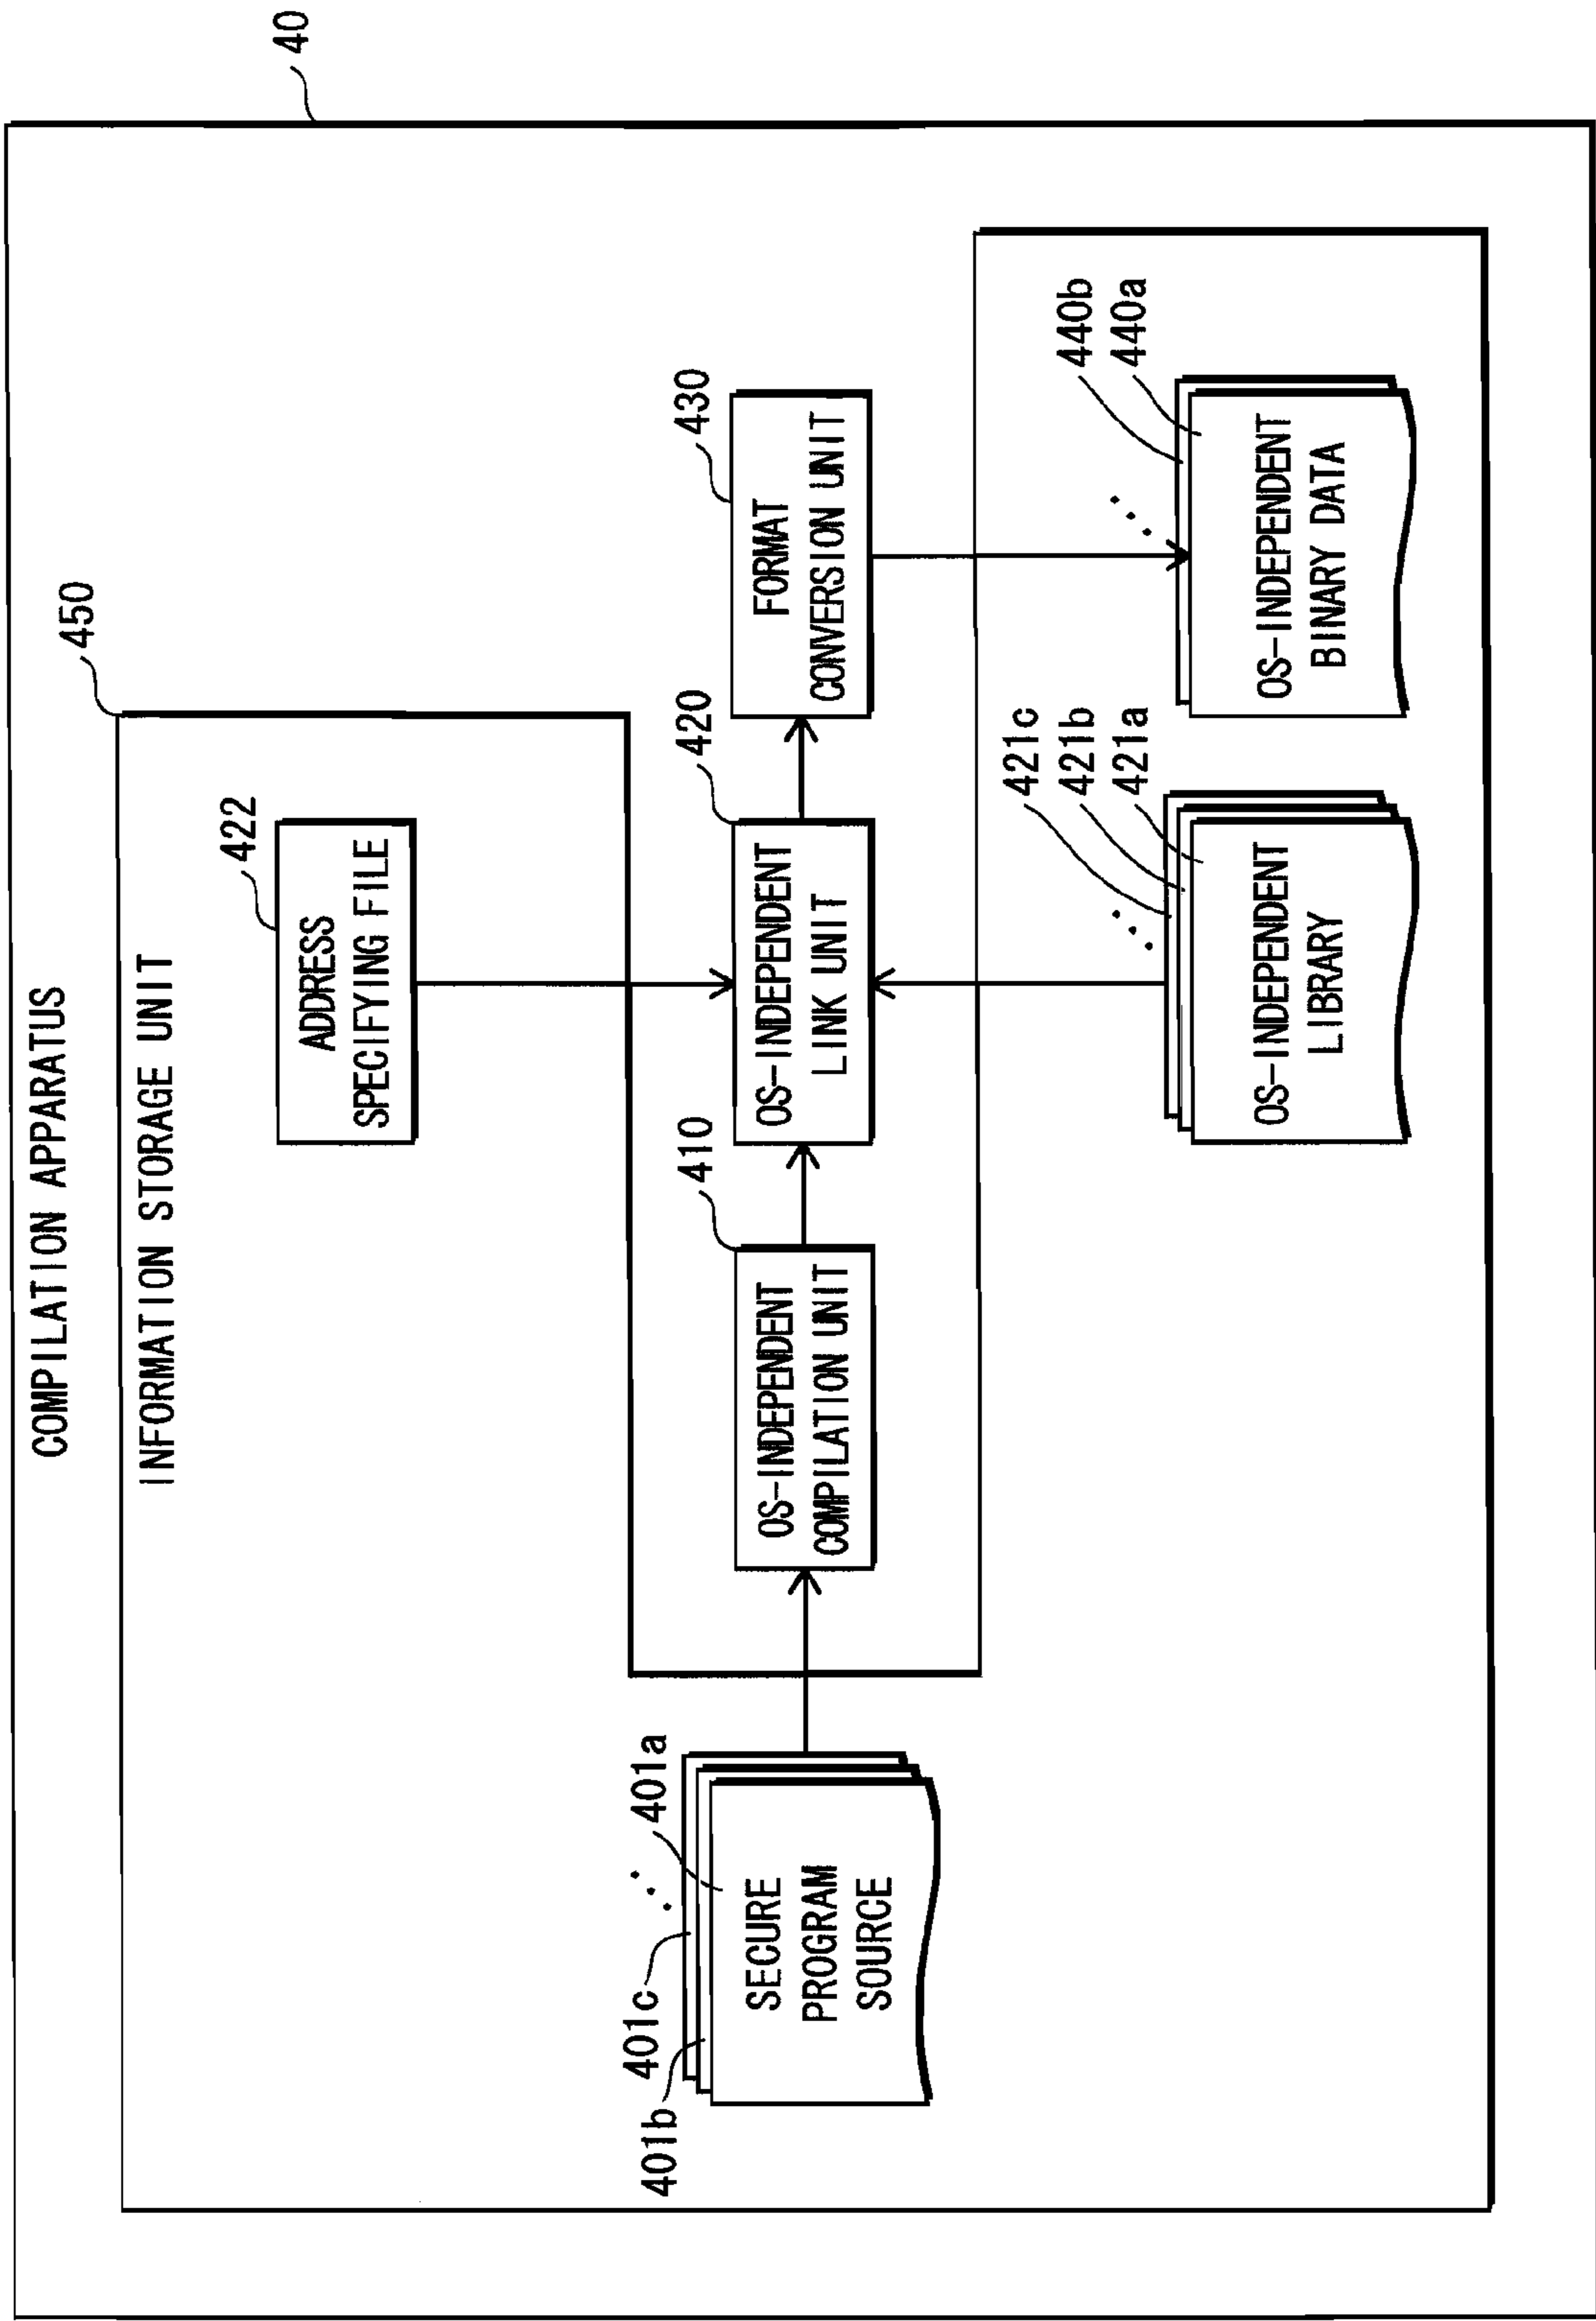 COMPILATION APPARATUS
40
INFORMATION STORAGE UNIT
450
ADDRESS
SPECIFYING FILE
422
401b
401c
401a
SECURE
PROGRAM
SOURCE
410
OS-INDEPENDENT
COMPILATION UNIT
420
OS-INDEPENDENT
LINK UNIT
430
FORMAT
CONVERSION UNIT
421c
421b
421a
OS-INDEPENDENT
LIBRARY
440b
440a
OS-INDEPENDENT
BINARY DATA